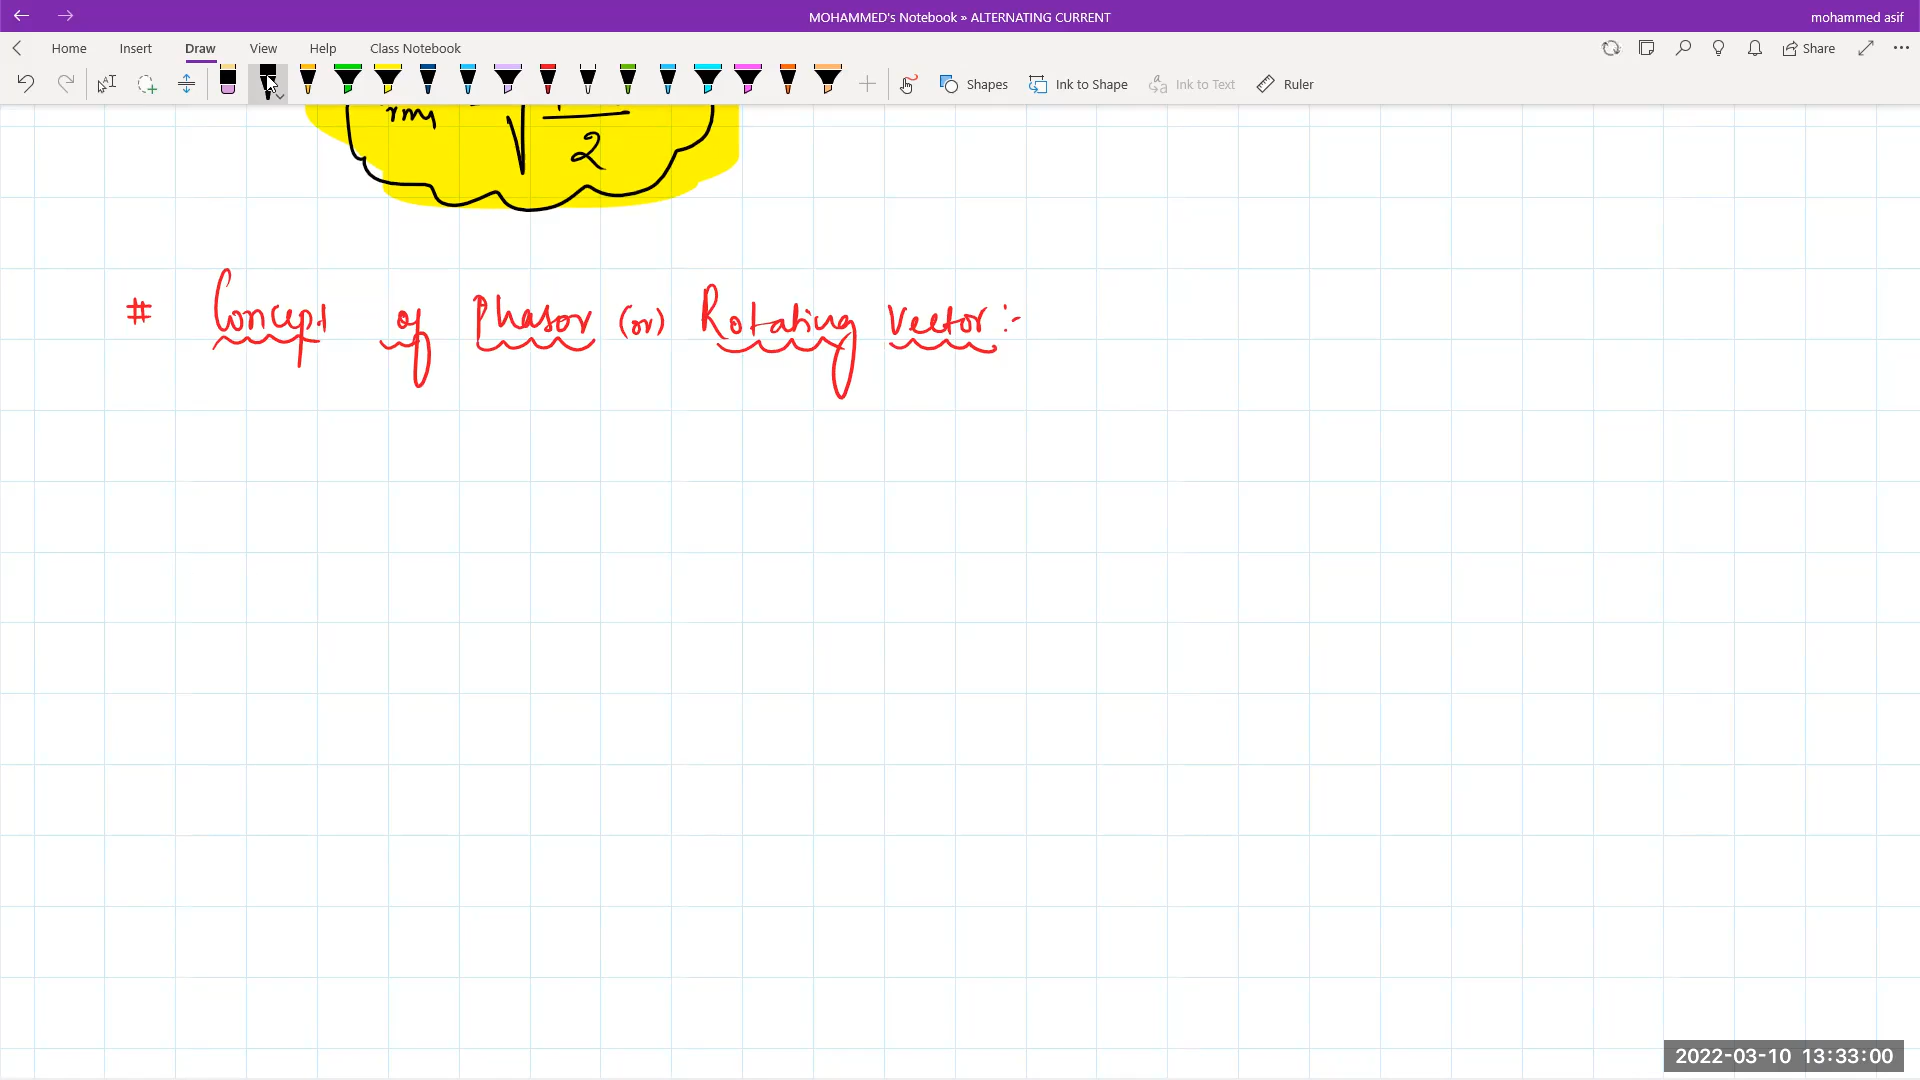 MOHAMMED's Notebook » ALTERNATING CURRENT
mohammed asif
Home Insert Draw View Help Class Notebook
Share
Shapes Ink to Shape Ink to Text Ruler
2
# Concept of Phasor (or) Rotating Vector :-
2022-03-10 13:33:00